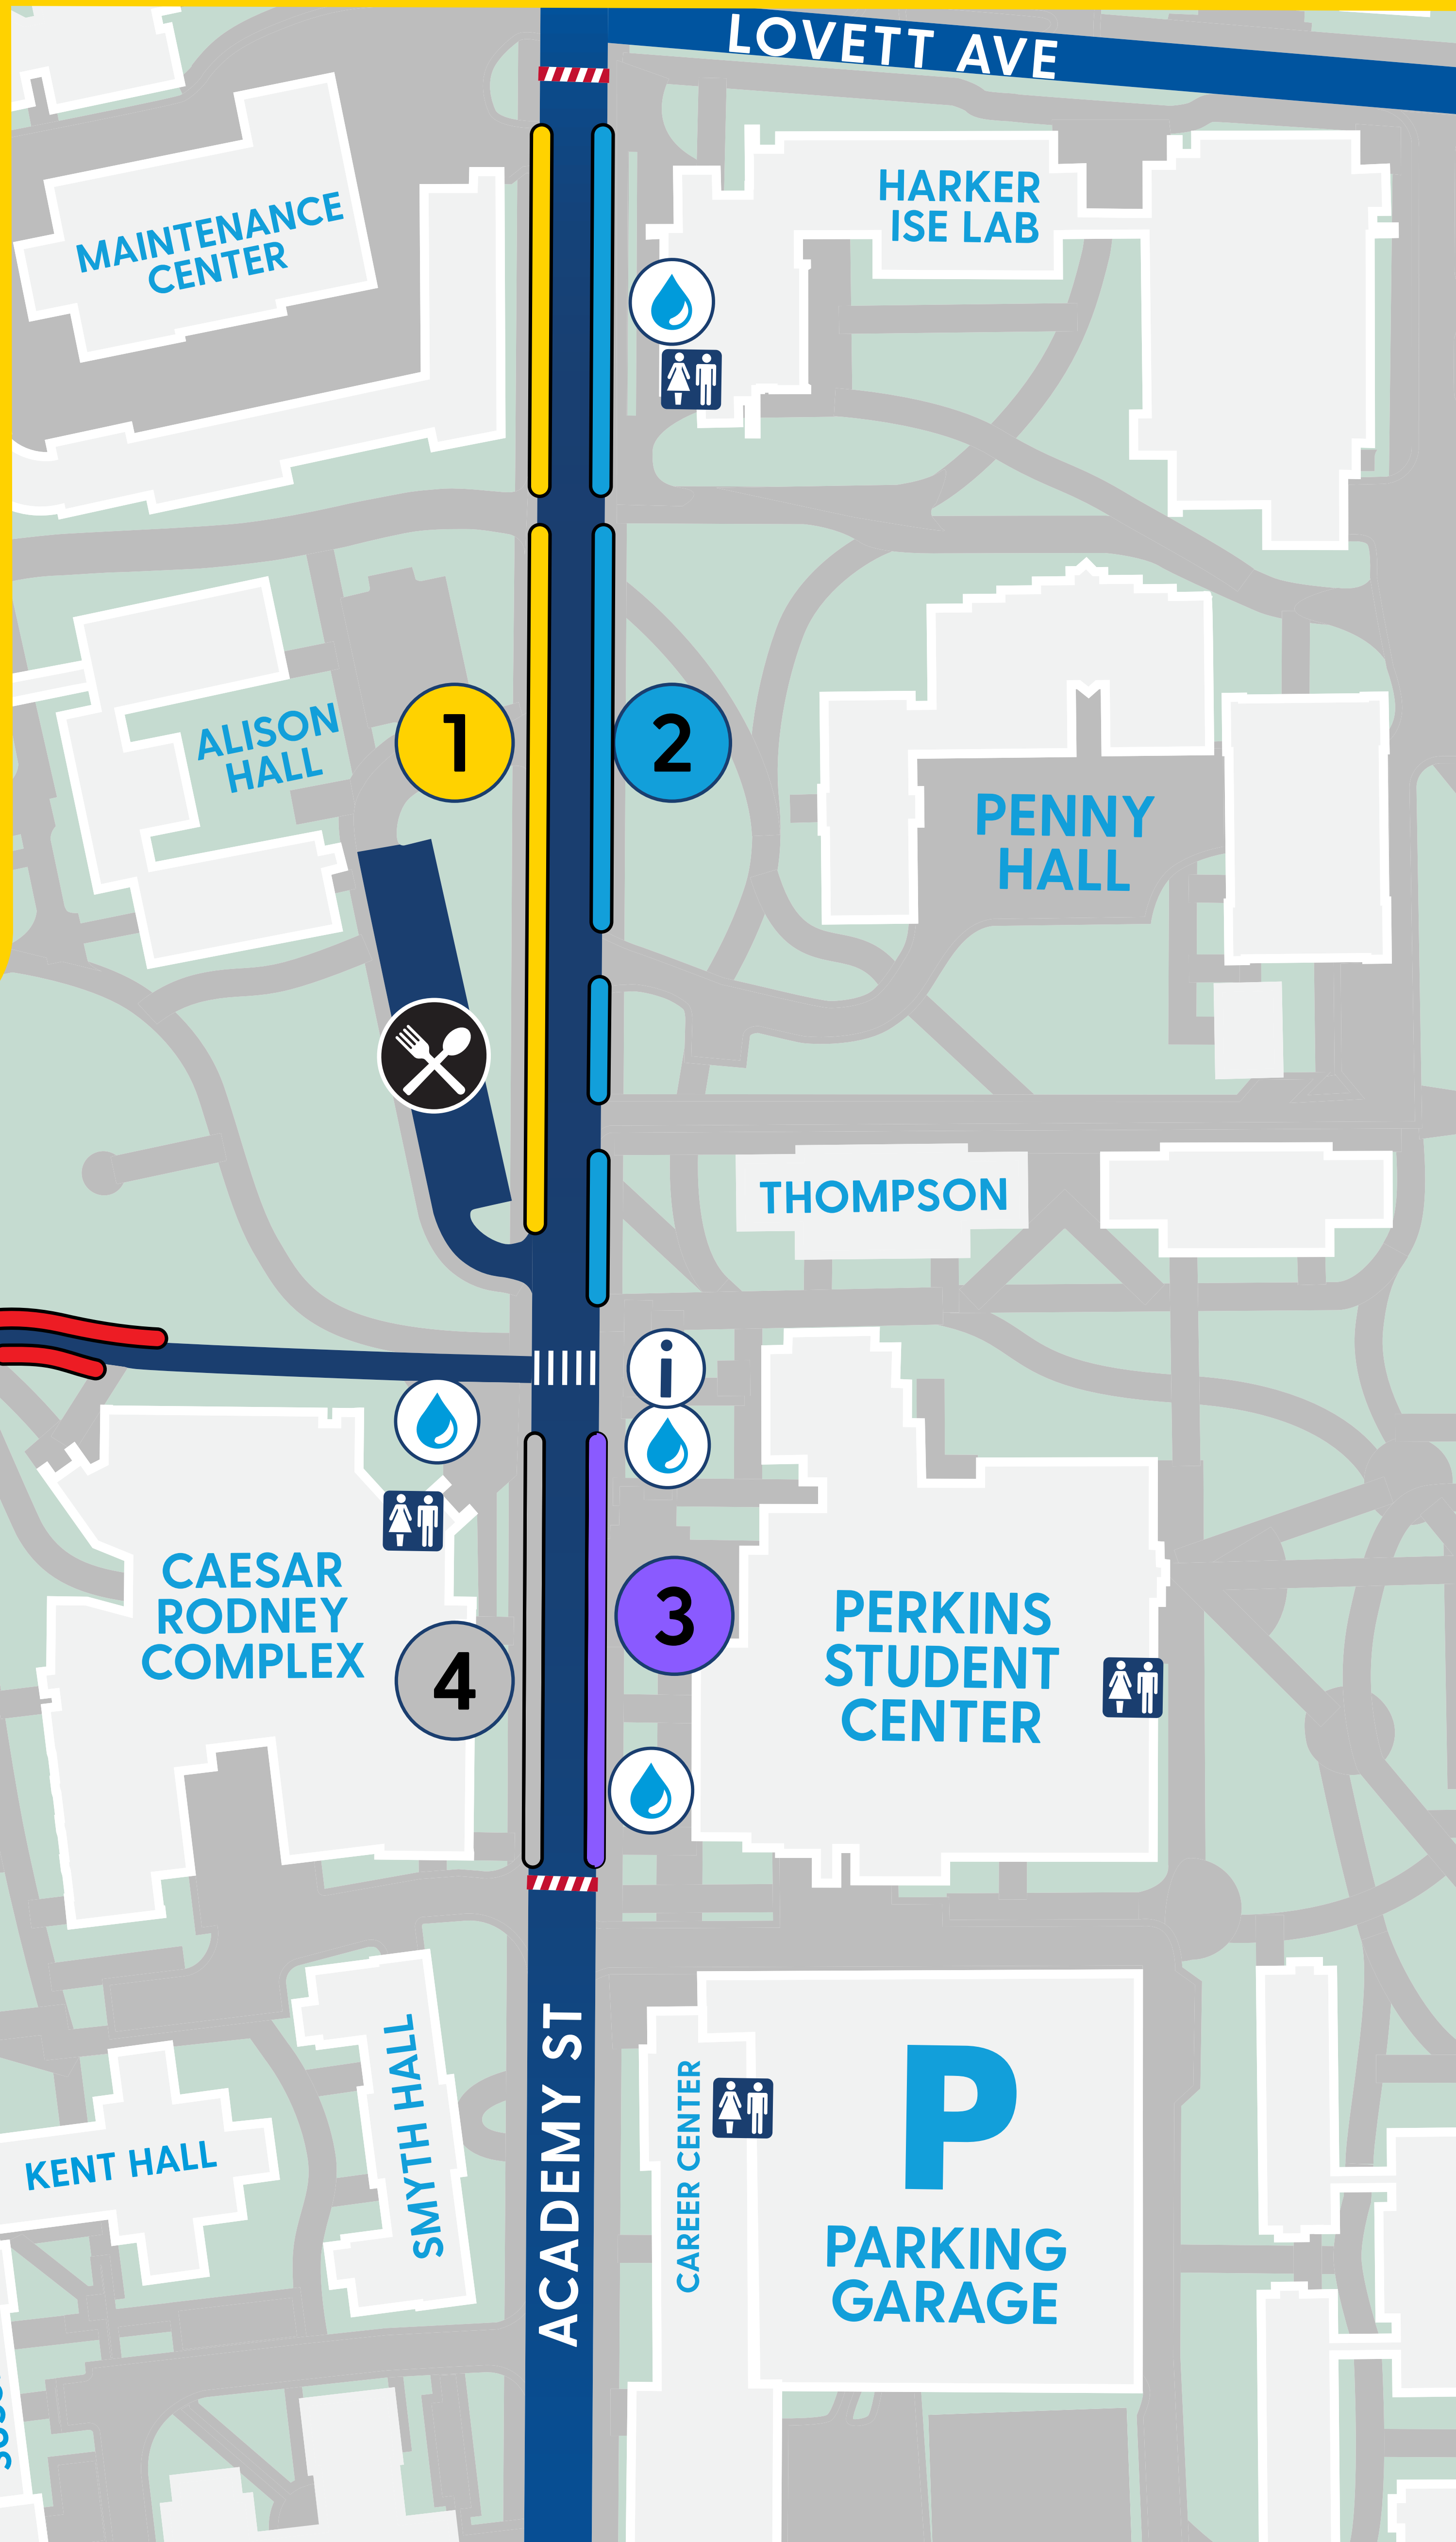 LOVETT AVE
HARKER
ISE LAB
MAINTENANCE
CENTER
ALISON
HALL
1
2
PENNY
HALL
THOMPSON
i
CAESAR
RODNEY
COMPLEX
4
3
PERKINS
STUDENT
CENTER
ACADEMY ST
SMYTH HALL
KENT HALL
CAREER CENTER
P
PARKING
GARAGE